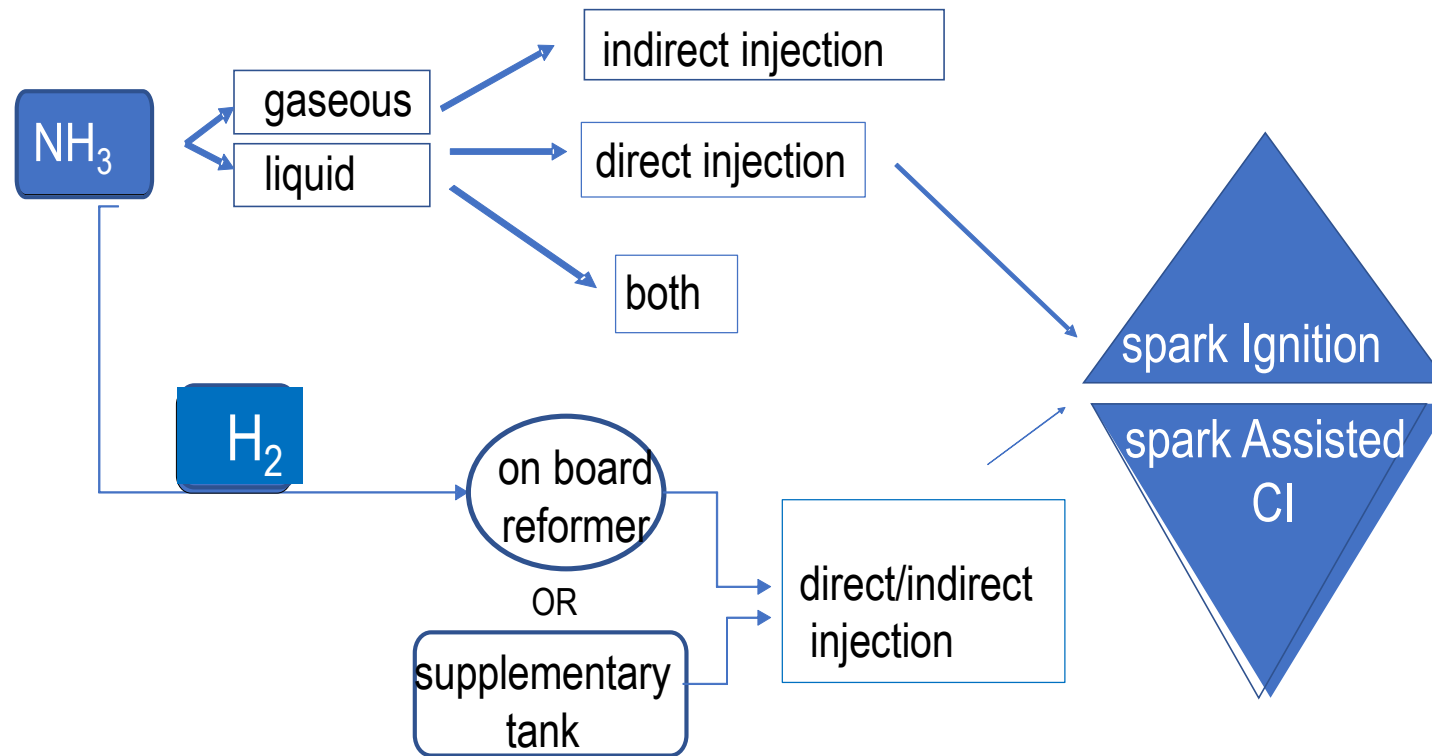 indirect injection
gaseous
NH₃
liquid
direct injection
both
spark Ignition
H₂
on board
reformer
spark Assisted
CI
OR
direct/indirect
injection
supplementary
tank